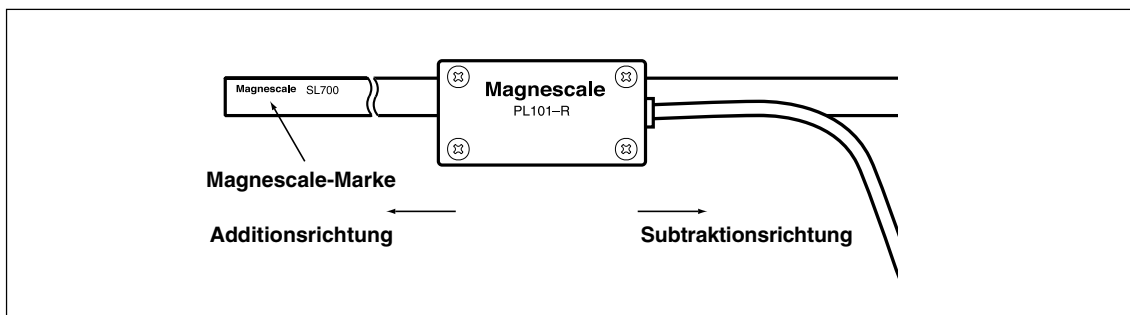 Magnescale SL700
Magnescale
PL101–R
Magnescale-Marke
Additionsrichtung
Subtraktionsrichtung